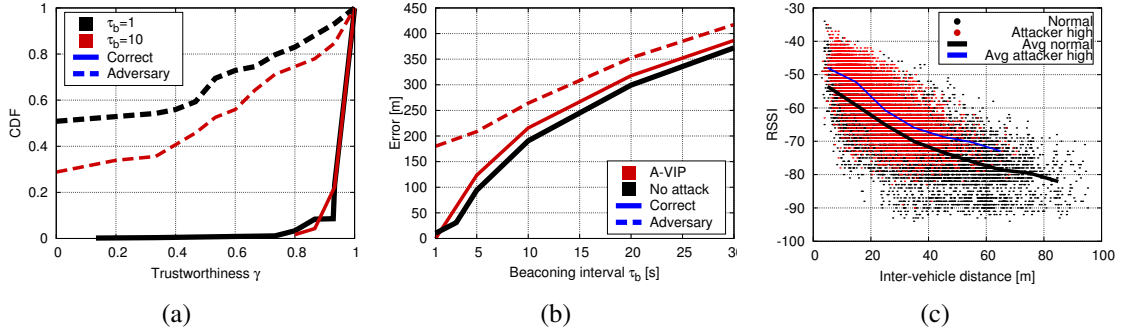 1
0.8
0.6
0.4
0.2
0
0 0.2 0.4 0.6 0.8 1
CDF
Trustworthiness γ
τb=1
τb=10
Correct
Adversary
(a)
450
400
350
300
250
200
150
100
50
0
1 5 10 15 20 25 30
Error [m]
Beaconing interval τb [s]
A-VIP
No attack
Correct
Adversary
(b)
-30
-40
-50
-60
-70
-80
-90
-100
0 20 40 60 80 100
RSSI
Inter-vehicle distance [m]
Normal
Attacker high
Avg normal
Avg attacker high
(c)